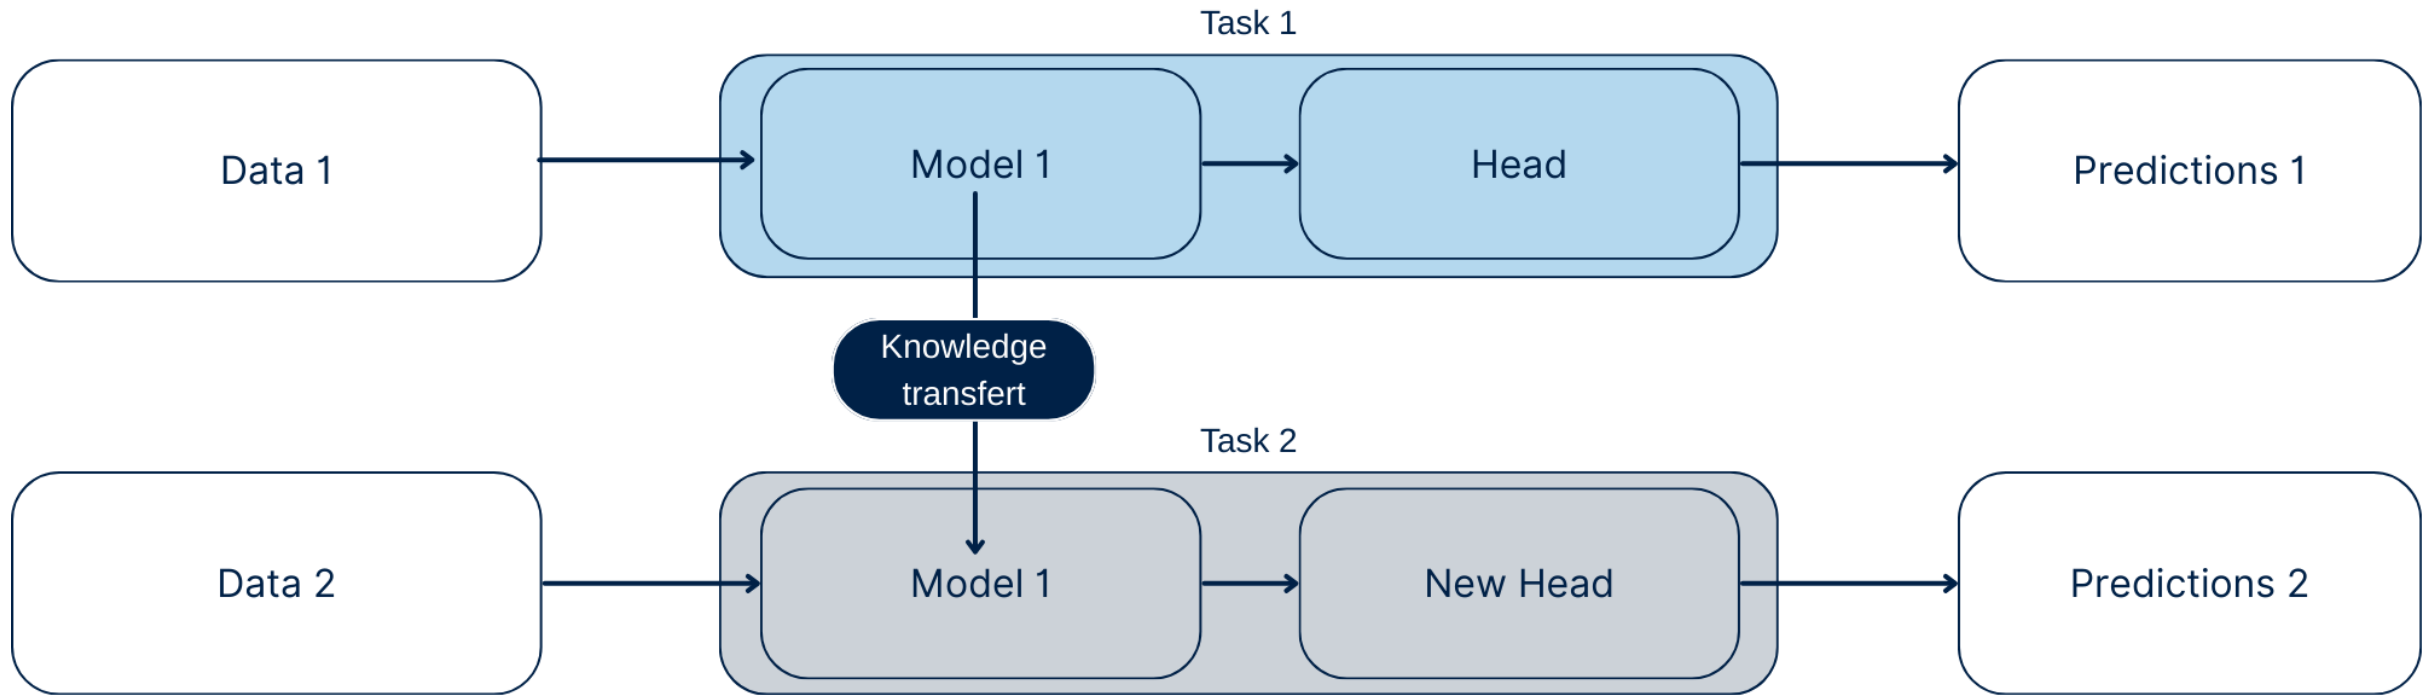 Task 1
Data 1
Model 1
Head
Predictions 1
Knowledge
transfert
Task 2
Data 2
Model 1
New Head
Predictions 2